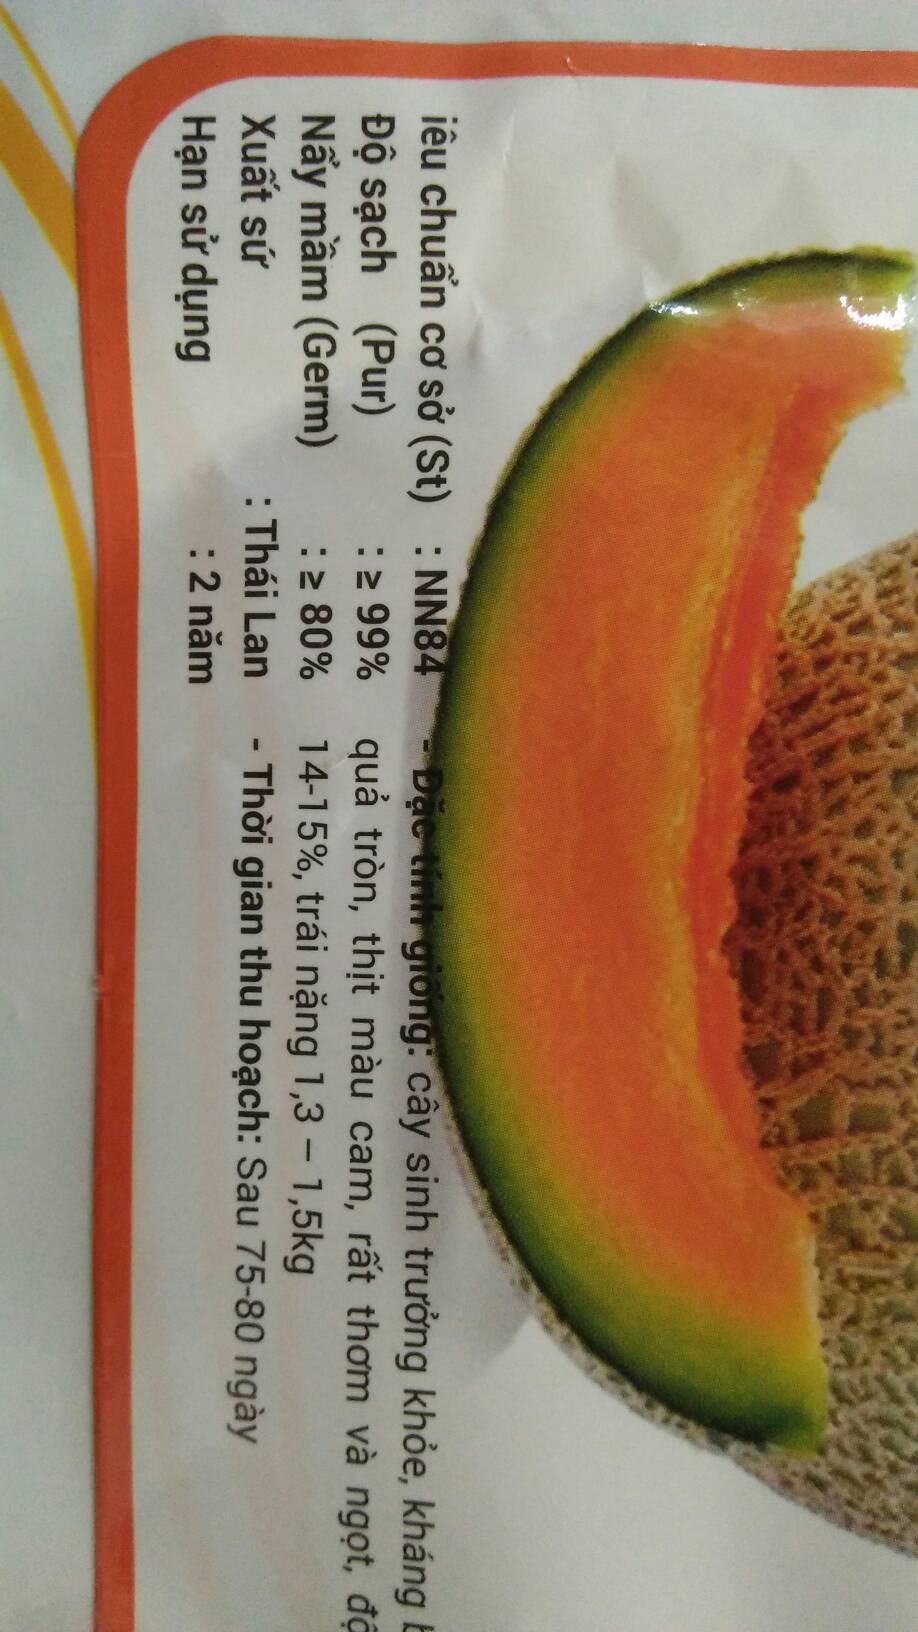 iêu chuẩn cơ sở (St) : NN84 - Đặc tính giống: cây sinh trưởng khỏe, kháng
Độ sạch (Pur) : ≥ 99% quả tròn, thịt màu cam, rất thơm và ngọt, độ
Nẩy mầm (Germ) : ≥ 80% 14-15%, trái nặng 1,3 – 1,5kg
Xuất sứ : Thái Lan - Thời gian thu hoạch: Sau 75-80 ngày
Hạn sử dụng : 2 năm